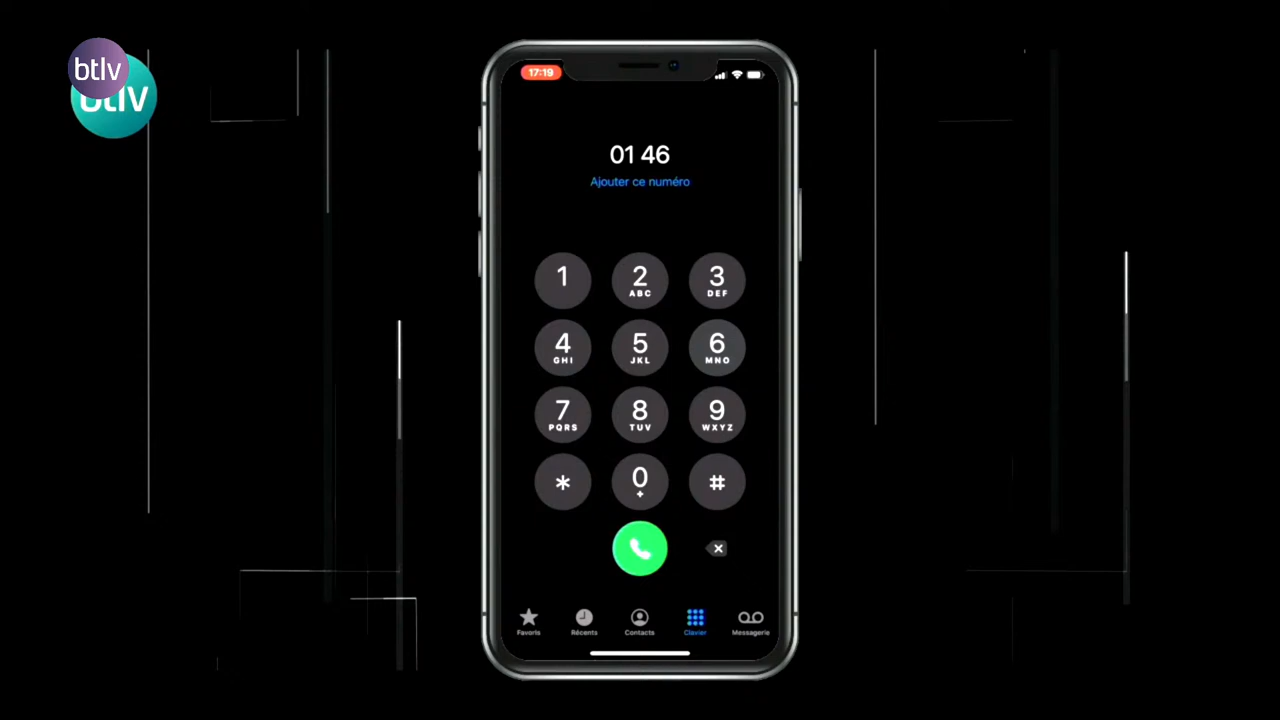 btlv
btlv
17:19
01 46
Ajouter ce numéro
1
2
ABC
3
DEF
4
GHI
5
JKL
6
MNO
7
PQRS
8
TUV
9
WXYZ
*
0
+
#
Favoris
Récents
Contacts
Clavier
Messagerie